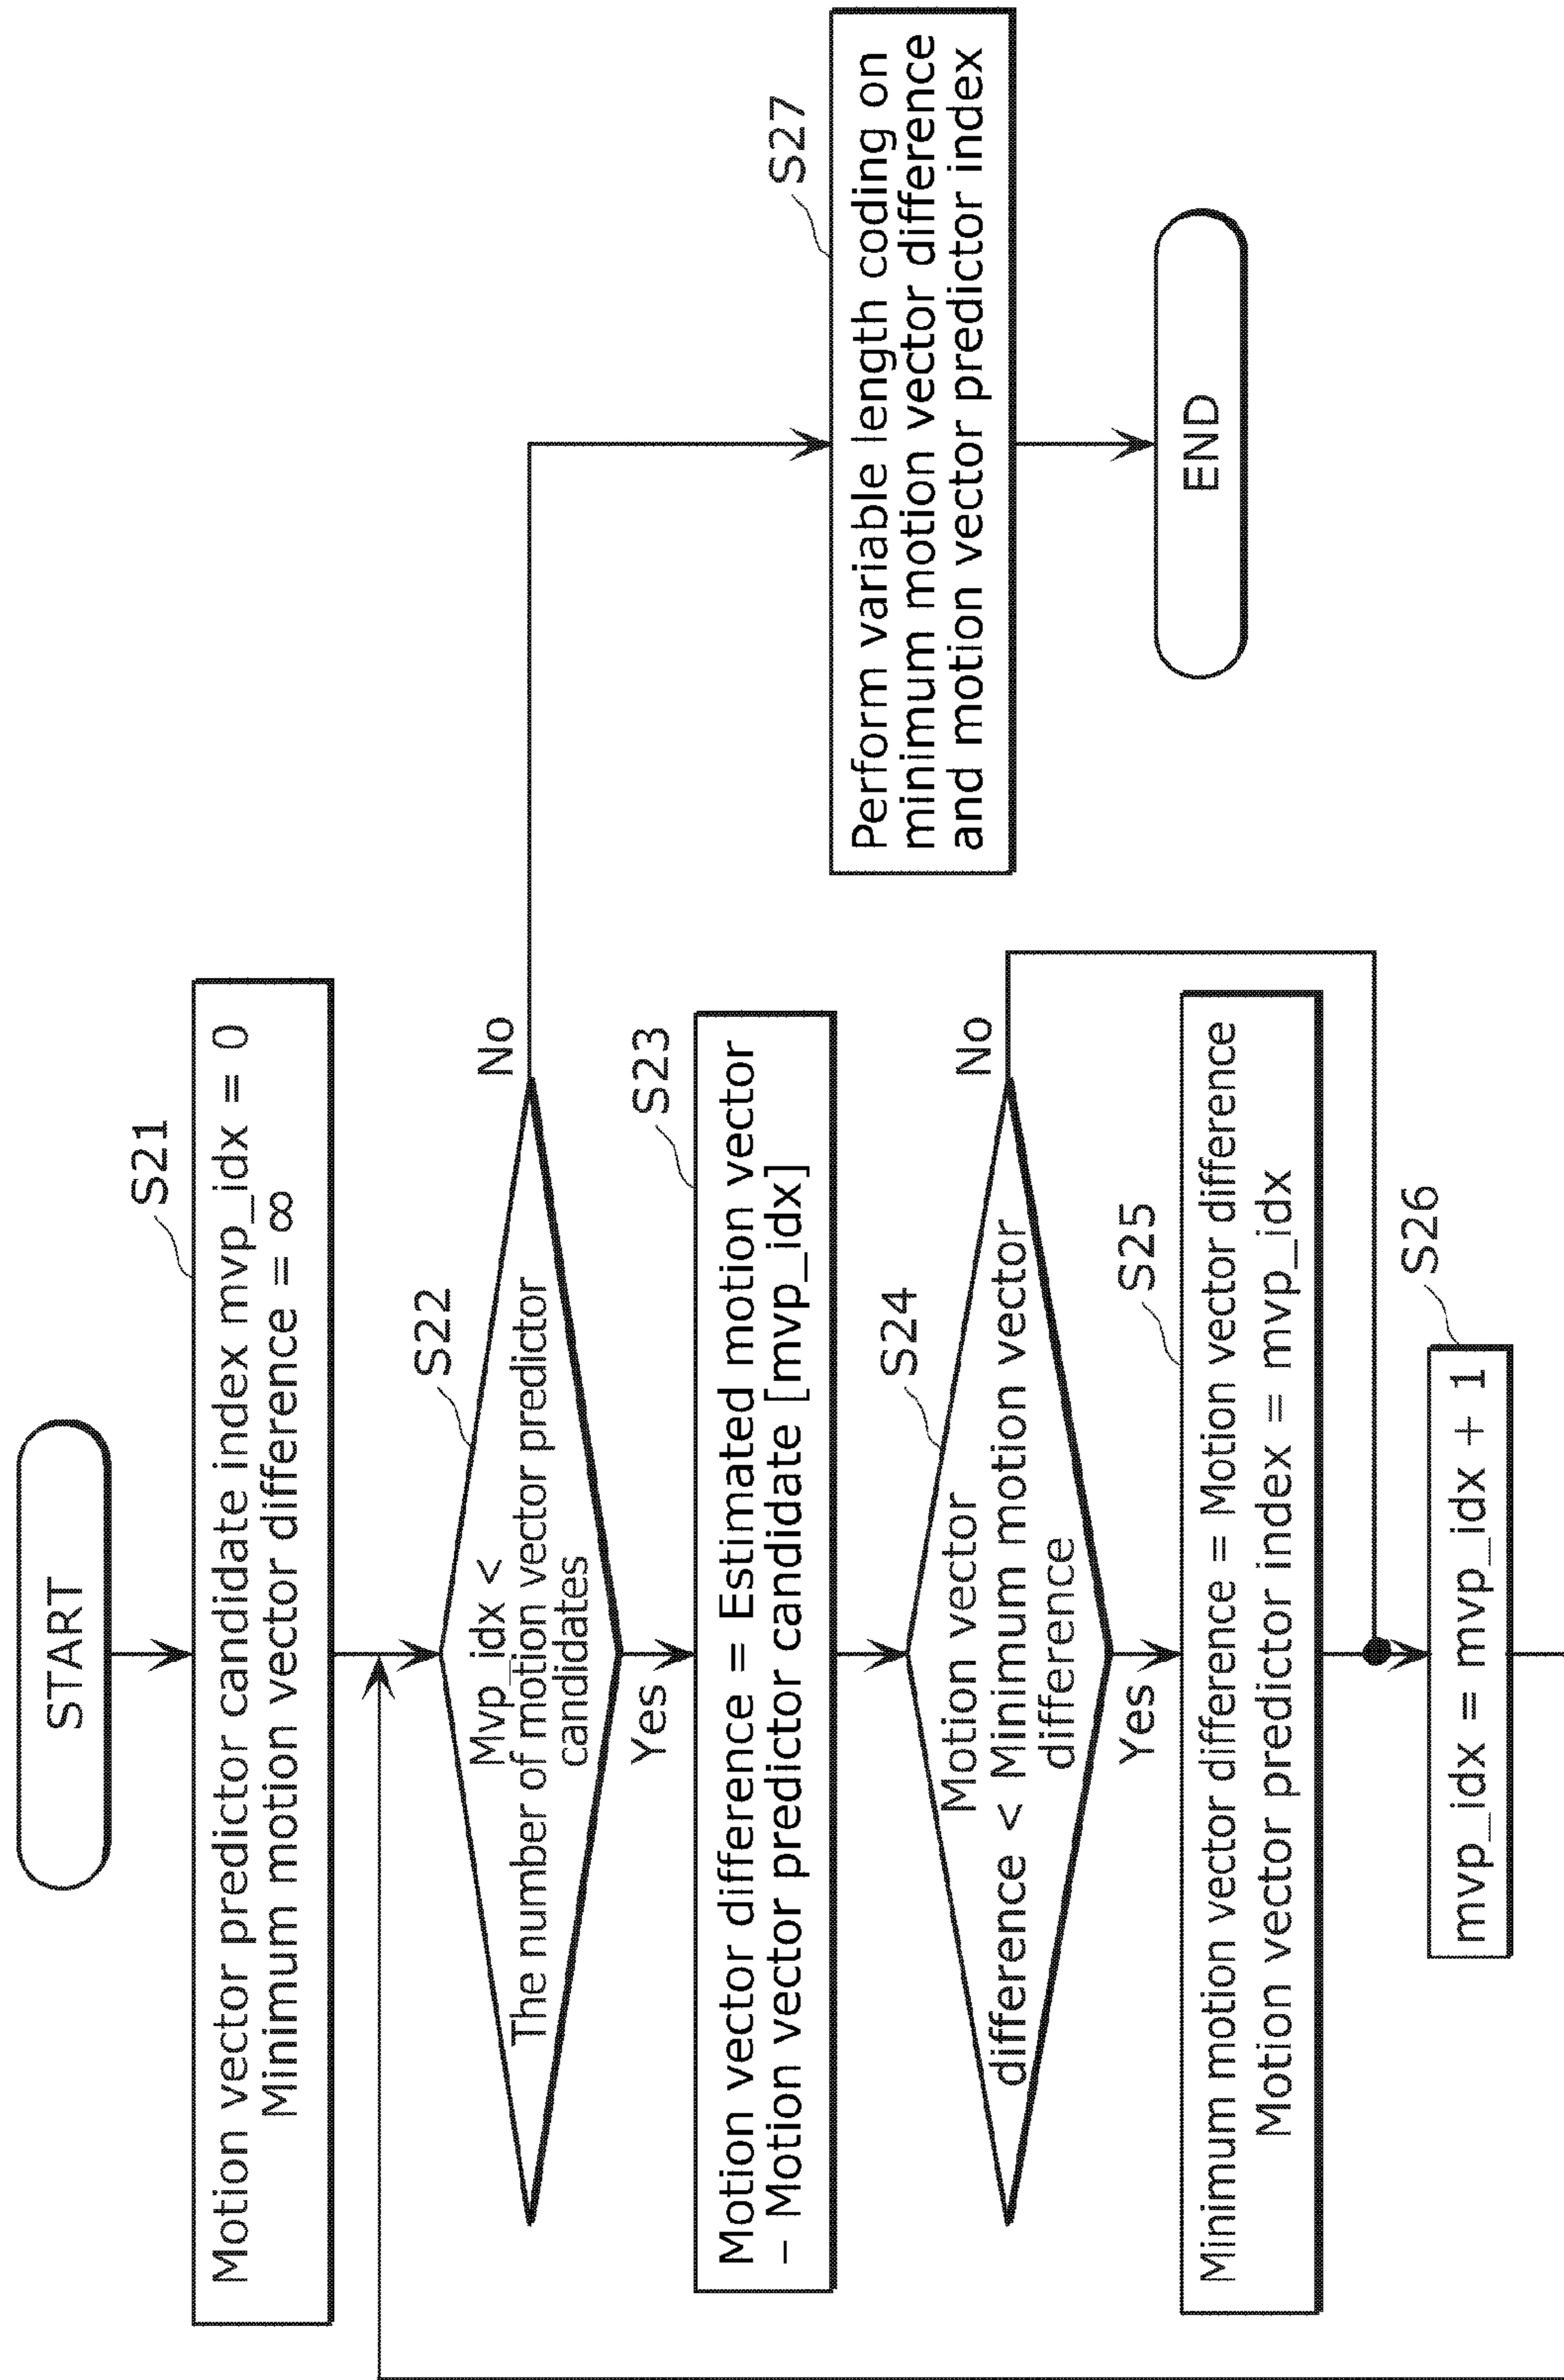 START
S21
Motion vector predictor candidate index mvp_idx = 0
Minimum motion vector difference = ∞
S22
Mvp_idx <
The number of motion vector predictor
candidates
No
Yes
S23
Motion vector difference = Estimated motion vector
– Motion vector predictor candidate [mvp_idx]
S24
Motion vector
difference < Minimum motion vector
difference
No
Yes
S25
Minimum motion vector difference = Motion vector difference
Motion vector predictor index = mvp_idx
S26
mvp_idx = mvp_idx + 1
S27
Perform variable length coding on
minimum motion vector difference
and motion vector predictor index
END